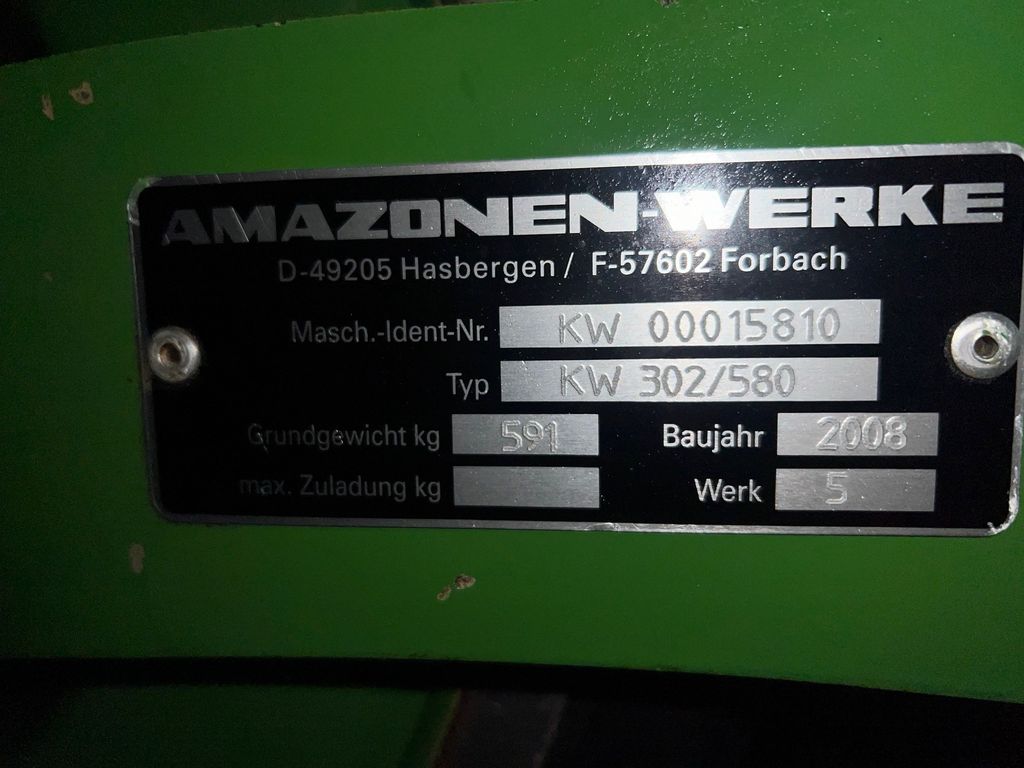 AMAZONEN-WERKE
D-49205 Hasbergen / F-57602 Forbach
Masch.-Ident-Nr. KW 00015810
Typ KW 302/580
Grundgewicht kg 591 Baujahr 2008
max. Zuladung kg Werk 5